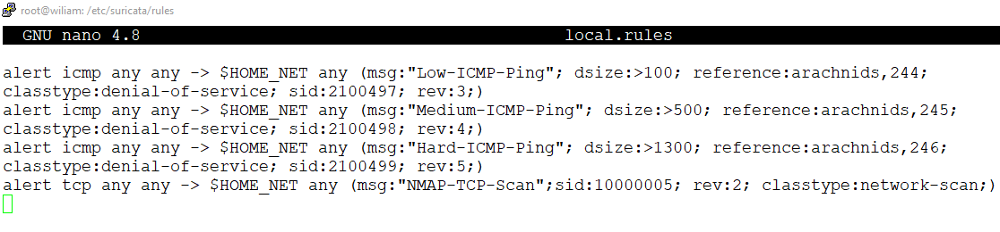 root@wiliam: /etc/suricata/rules
GNU nano 4.8 local.rules
alert icmp any any -> $HOME_NET any (msg:"Low-ICMP-Ping"; dsize:>100; reference:arachnids,244;
classtype:denial-of-service; sid:2100497; rev:3;)
alert icmp any any -> $HOME_NET any (msg:"Medium-ICMP-Ping"; dsize:>500; reference:arachnids,245;
classtype:denial-of-service; sid:2100498; rev:4;)
alert icmp any any -> $HOME_NET any (msg:"Hard-ICMP-Ping"; dsize:>1300; reference:arachnids,246;
classtype:denial-of-service; sid:2100499; rev:5;)
alert tcp any any -> $HOME_NET any (msg:"NMAP-TCP-Scan";sid:10000005; rev:2; classtype:network-scan;)